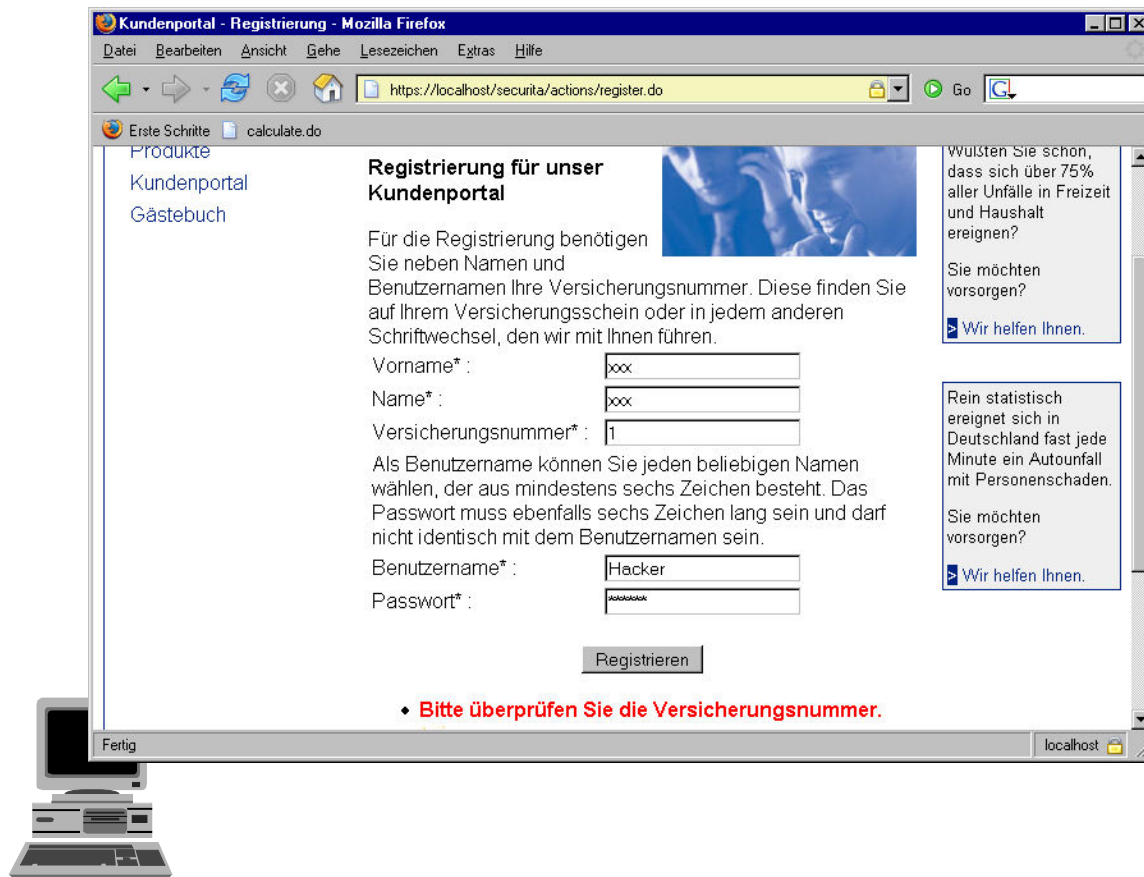 Kundenportal - Registrierung - Mozilla Firefox
Datei Bearbeiten Ansicht Gehe Lesezeichen Extras Hilfe
https://localhost/securita/actions/register.do
Go
G
Erste Schritte calculate.do
Produkte
Kundenportal
Gästebuch
Registrierung für unser
Kundenportal
Für die Registrierung benötigen
Sie neben Namen und
Benutzernamen Ihre Versicherungsnummer. Diese finden Sie
auf Ihrem Versicherungsschein oder in jedem anderen
Schriftwechsel, den wir mit Ihnen führen.
Vorname* : xxx
Name* : xxx
Versicherungsnummer* : 1
Als Benutzername können Sie jeden beliebigen Namen
wählen, der aus mindestens sechs Zeichen besteht. Das
Passwort muss ebenfalls sechs Zeichen lang sein und darf
nicht identisch mit dem Benutzernamen sein.
Benutzername* : Hacker
Passwort* : *******
Registrieren
• Bitte überprüfen Sie die Versicherungsnummer.
Wußten Sie schon,
dass sich über 75%
aller Unfälle in Freizeit
und Haushalt
ereignen?
Sie möchten
vorsorgen?
> Wir helfen Ihnen.
Rein statistisch
ereignet sich in
Deutschland fast jede
Minute ein Autounfall
mit Personenschaden.
Sie möchten
vorsorgen?
> Wir helfen Ihnen.
Fertig
localhost